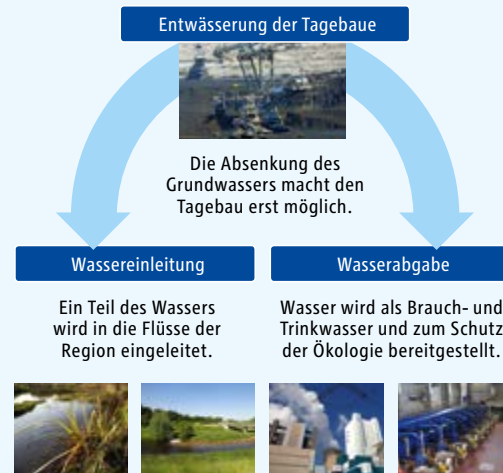 Entwässerung der Tagebaue
Die Absenkung des
Grundwassers macht den
Tagebau erst möglich.
Wassereinleitung
Ein Teil des Wassers
wird in die Flüsse der
Region eingeleitet.
Wasserabgabe
Wasser wird als Brauch- und
Trinkwasser und zum Schutz
der Ökologie bereitgestellt.